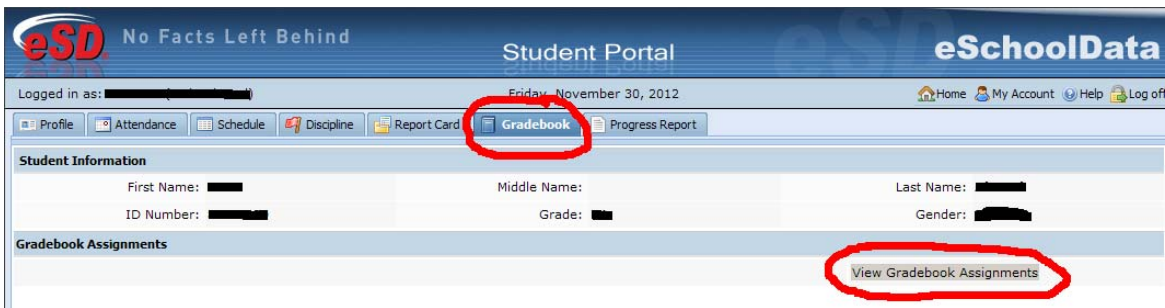 eSD No Facts Left Behind
Student Portal
eSchoolData
Logged in as:
Friday, November 30, 2012
Home My Account Help Log off
Profile Attendance Schedule Discipline Report Card Gradebook Progress Report
Student Information
First Name: Middle Name: Last Name:
ID Number: Grade: Gender:
Gradebook Assignments
View Gradebook Assignments